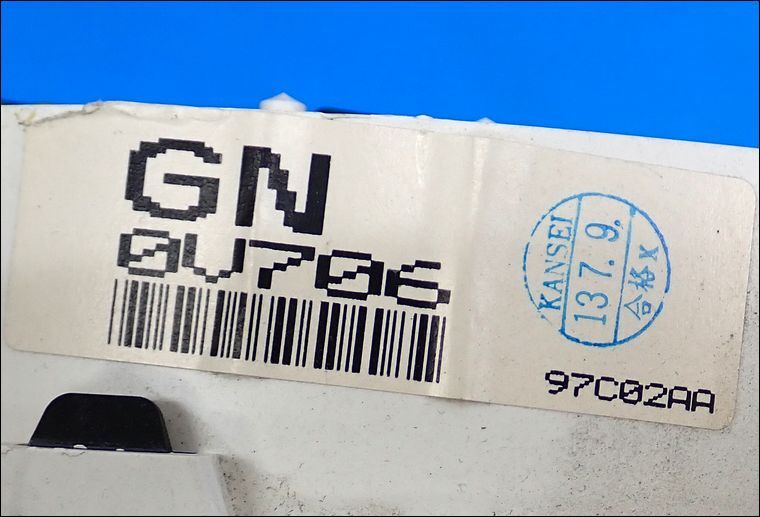 GN
0V706
KANSEI
13 7. 9.
合格 X
97C02AA